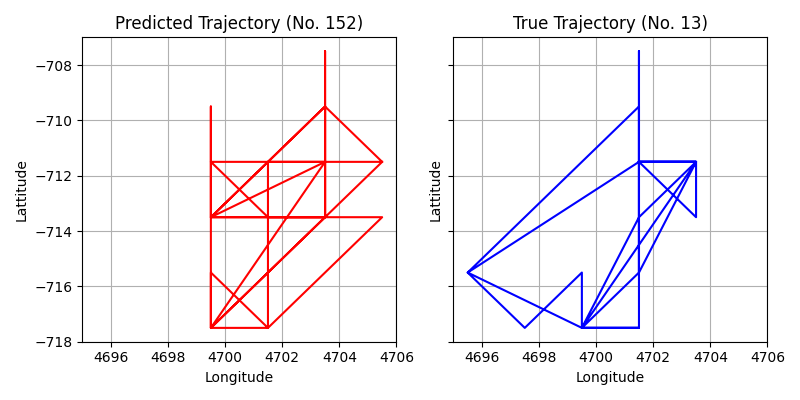 Predicted Trajectory (No. 152)
True Trajectory (No. 13)
Lattitude
−708
−710
−712
−714
−716
−718
4696 4698 4700 4702 4704 4706
Longitude
Lattitude
4696 4698 4700 4702 4704 4706
Longitude